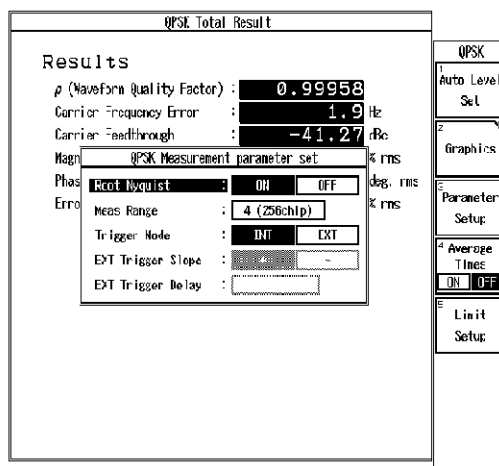 QPSK Total Result
Results
ρ (Waveform Quality Factor) : 0.99958
Carrier Frequency Error : 1.9 Hz
Carrier Feedthrough : -41.27 dBc
Magn % rms
Phas deg. rms
Erro % rms
QPSK Measurement parameter set
Root Nyquist : ON OFF
Meas Range : 4 (256chip)
Trigger Mode : INT EXT
EXT Trigger Slope : + -
EXT Trigger Delay :
QPSK
1
Auto Level
Set
2
Graphics
3
Parameter
Setup
4 Average
Times
ON OFF
5
Limit
Setup